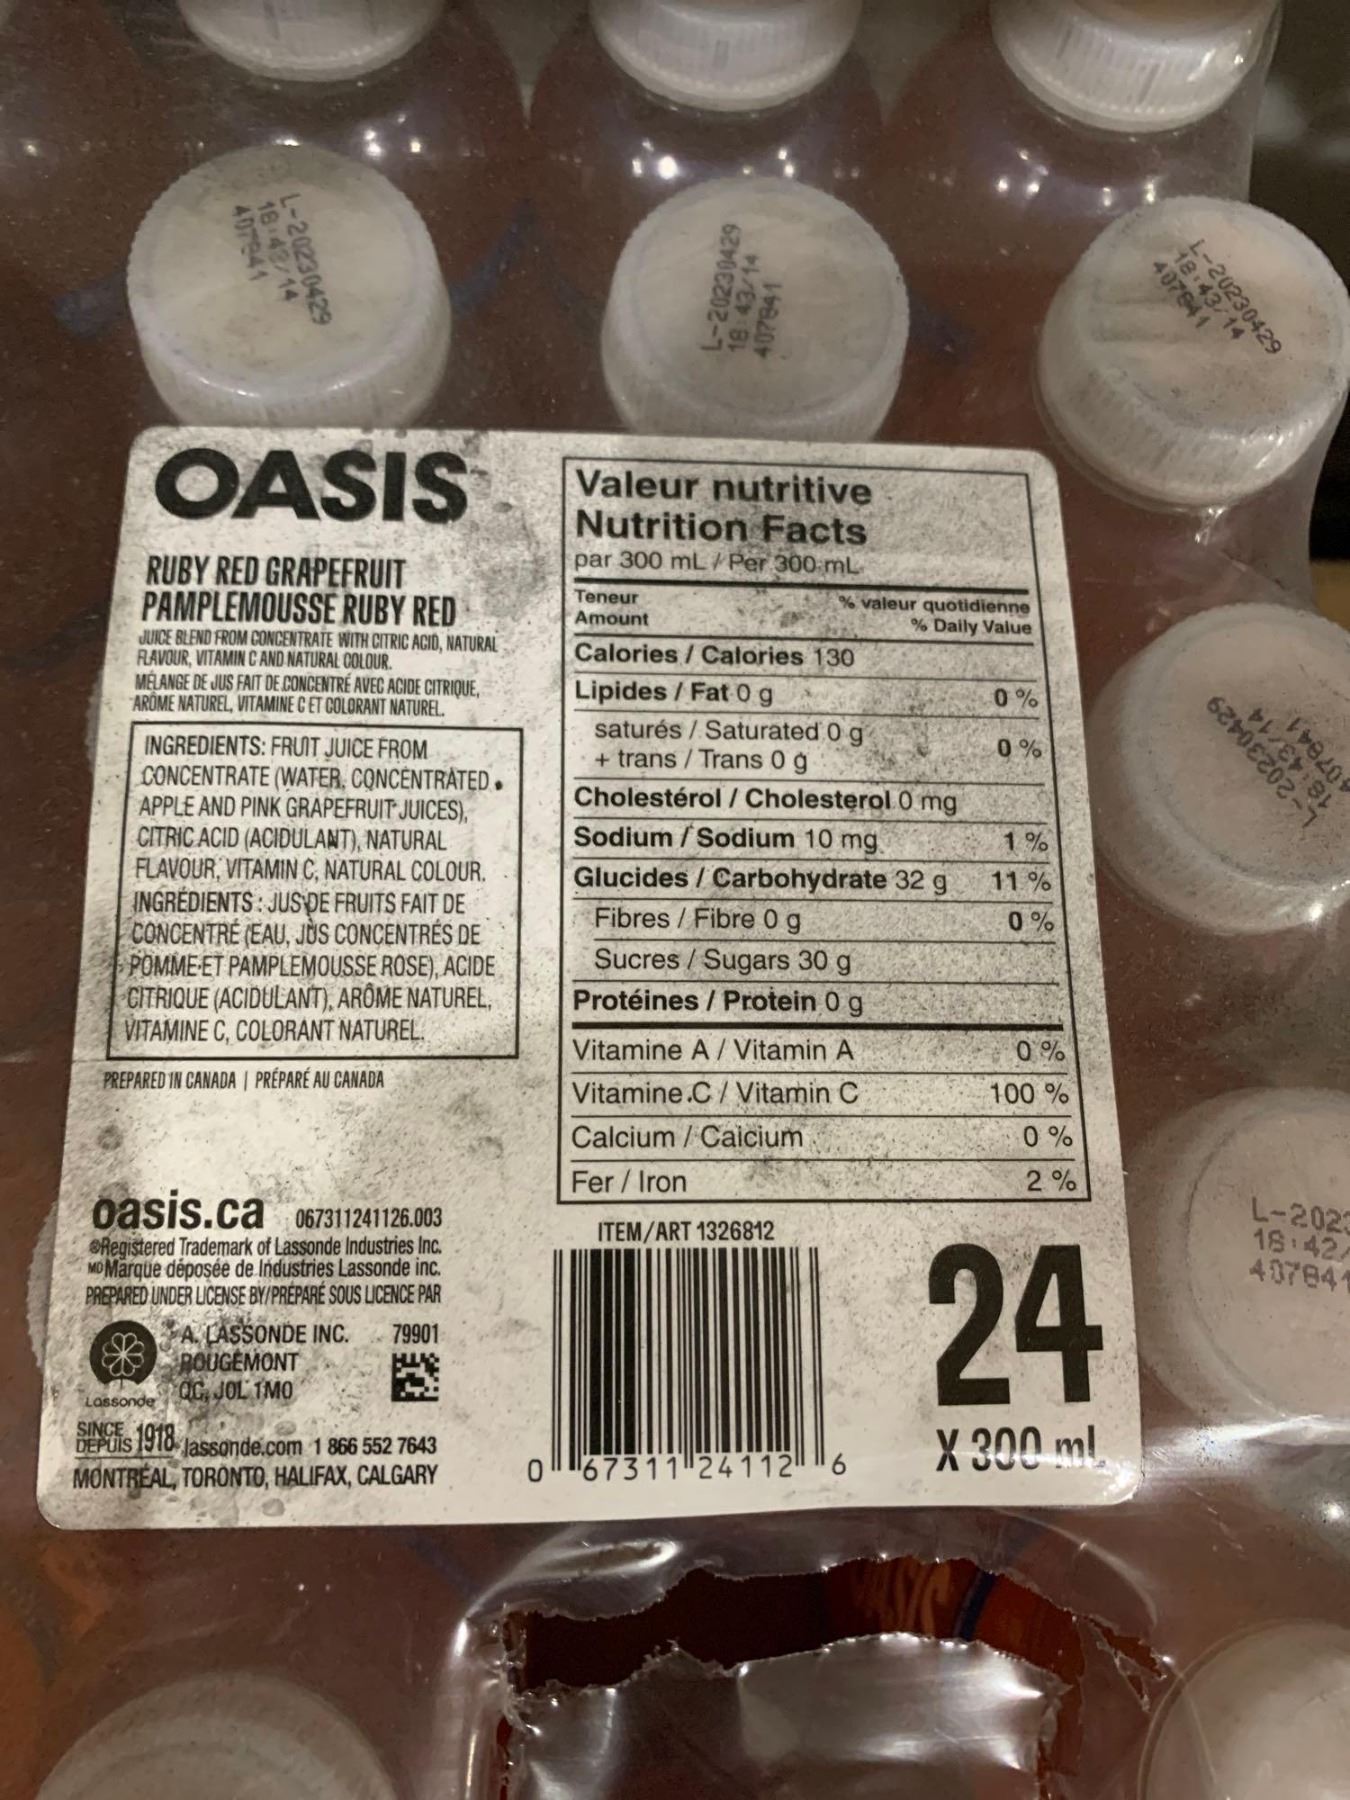 L-20230429
18:43/14
407841
L-20230429
18:43/14
407841
L-20230429
18:43/14
407841
OASIS
RUBY RED GRAPEFRUIT
PAMPLEMOUSSE RUBY RED
JUICE BLEND FROM CONCENTRATE WITH CITRIC ACID, NATURAL
FLAVOUR, VITAMIN C AND NATURAL COLOUR.
MÉLANGE DE JUS FAIT DE CONCENTRÉ AVEC ACIDE CITRIQUE,
ARÔME NATUREL, VITAMINE C ET COLORANT NATUREL.
INGREDIENTS: FRUIT JUICE FROM
CONCENTRATE (WATER, CONCENTRATED
APPLE AND PINK GRAPEFRUIT JUICES),
CITRIC ACID (ACIDULANT), NATURAL
FLAVOUR, VITAMIN C, NATURAL COLOUR.
INGRÉDIENTS : JUS DE FRUITS FAIT DE
CONCENTRÉ (EAU, JUS CONCENTRÉS DE
POMME ET PAMPLEMOUSSE ROSE), ACIDE
CITRIQUE (ACIDULANT), ARÔME NATUREL,
VITAMINE C, COLORANT NATUREL.
PREPARED IN CANADA | PRÉPARÉ AU CANADA
oasis.ca 067311241126.003
®Registered Trademark of Lassonde Industries Inc.
MD Marque déposée de Industries Lassonde inc.
PREPARED UNDER LICENSE BY/PRÉPARÉ SOUS LICENCE PAR
A. LASSONDE INC. 79901
ROUGEMONT
QC, J0L 1M0
Lassonde
SINCE
DEPUIS 1918 lassonde.com 1 866 552 7643
MONTRÉAL, TORONTO, HALIFAX, CALGARY
Valeur nutritive
Nutrition Facts
par 300 mL / Per 300 mL
Teneur % valeur quotidienne
Amount % Daily Value
Calories / Calories 130
Lipides / Fat 0 g 0 %
saturés / Saturated 0 g
+ trans / Trans 0 g 0 %
Cholestérol / Cholesterol 0 mg
Sodium / Sodium 10 mg 1 %
Glucides / Carbohydrate 32 g 11 %
Fibres / Fibre 0 g 0 %
Sucres / Sugars 30 g
Protéines / Protein 0 g
Vitamine A / Vitamin A 0 %
Vitamine C / Vitamin C 100 %
Calcium / Calcium 0 %
Fer / Iron 2 %
ITEM/ART 1326812
0 67311 24112 6
24
X 300 mL
L-20230429
18:43/14
407841
L-2023
18:42/
407841